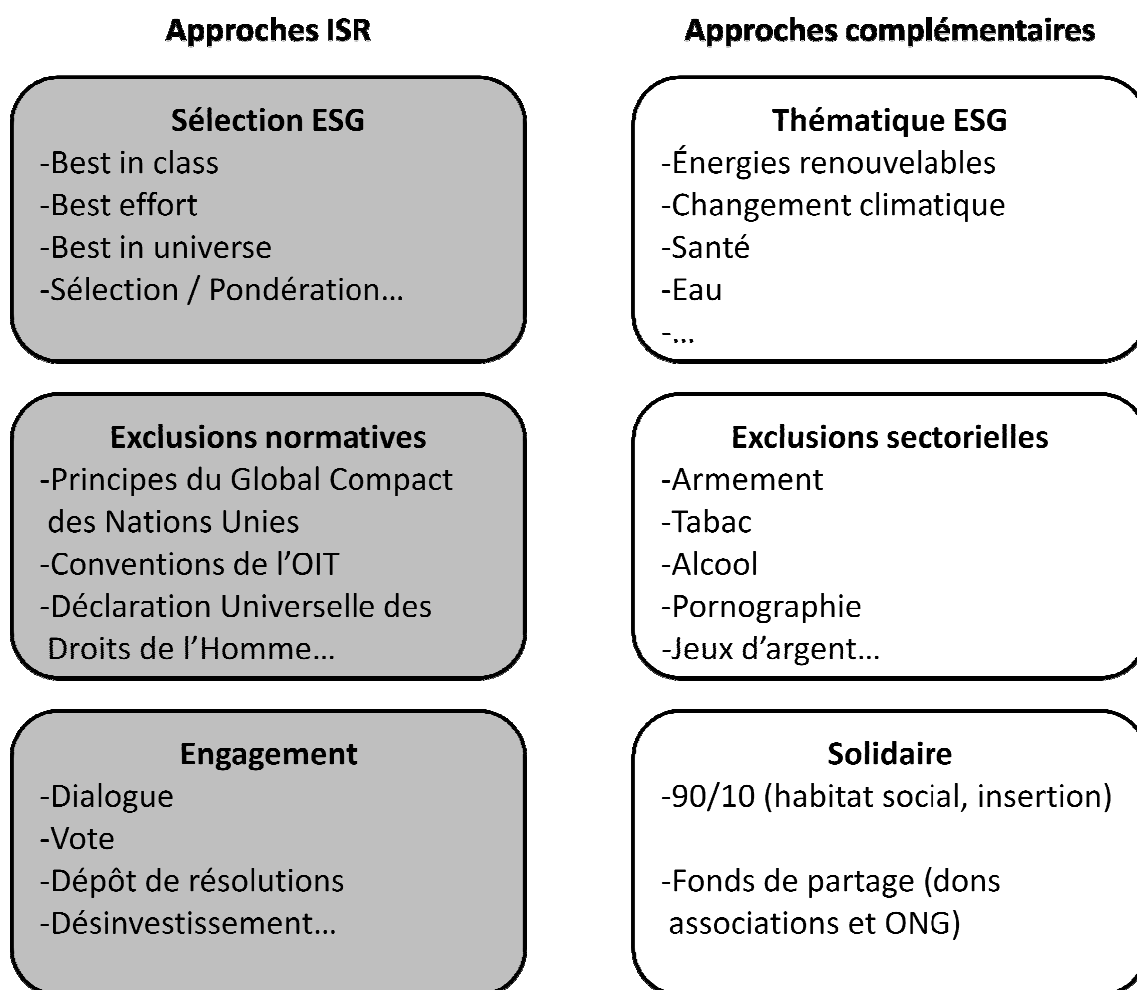 Approches ISR
Sélection ESG
-Best in class
-Best effort
-Best in universe
-Sélection / Pondération…
Exclusions normatives
-Principes du Global Compact
des Nations Unies
-Conventions de l’OIT
-Déclaration Universelle des
Droits de l’Homme…
Engagement
-Dialogue
-Vote
-Dépôt de résolutions
-Désinvestissement…
Approches complémentaires
Thématique ESG
-Énergies renouvelables
-Changement climatique
-Santé
-Eau
-…
Exclusions sectorielles
-Armement
-Tabac
-Alcool
-Pornographie
-Jeux d’argent…
Solidaire
-90/10 (habitat social, insertion)
-Fonds de partage (dons
associations et ONG)